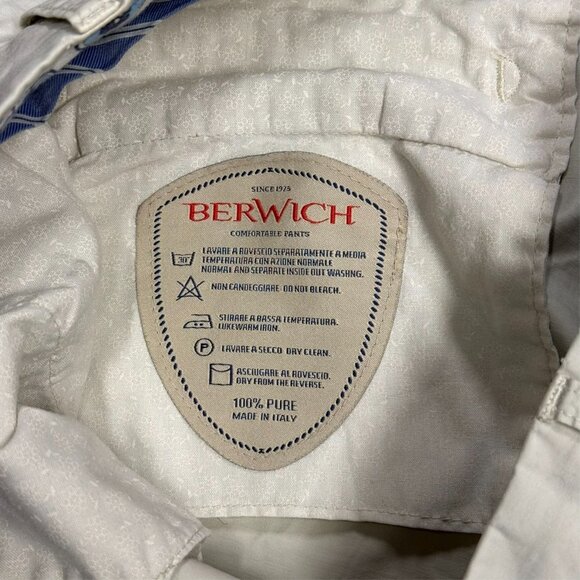 SINCE 1975
BERWICH
COMFORTABLE PANTS
30°
LAVARE A ROVESCIO SEPARATAMENTE A MEDIA
TEMPERATURA CON AZIONE NORMALE
NORMAL AND SEPARATE INSIDE OUT WASHNG.
NON CANDEGGIARE DO NOT BLEACH.
STIRARE A BASSA TEMPERATURA.
LUKEWARM IRON.
P
LAVARE A SECCO DRY CLEAN.
ASCIUGARE AL ROVESCIO.
DRY FROM THE REVERSE.
100% PURE
MADE IN ITALY